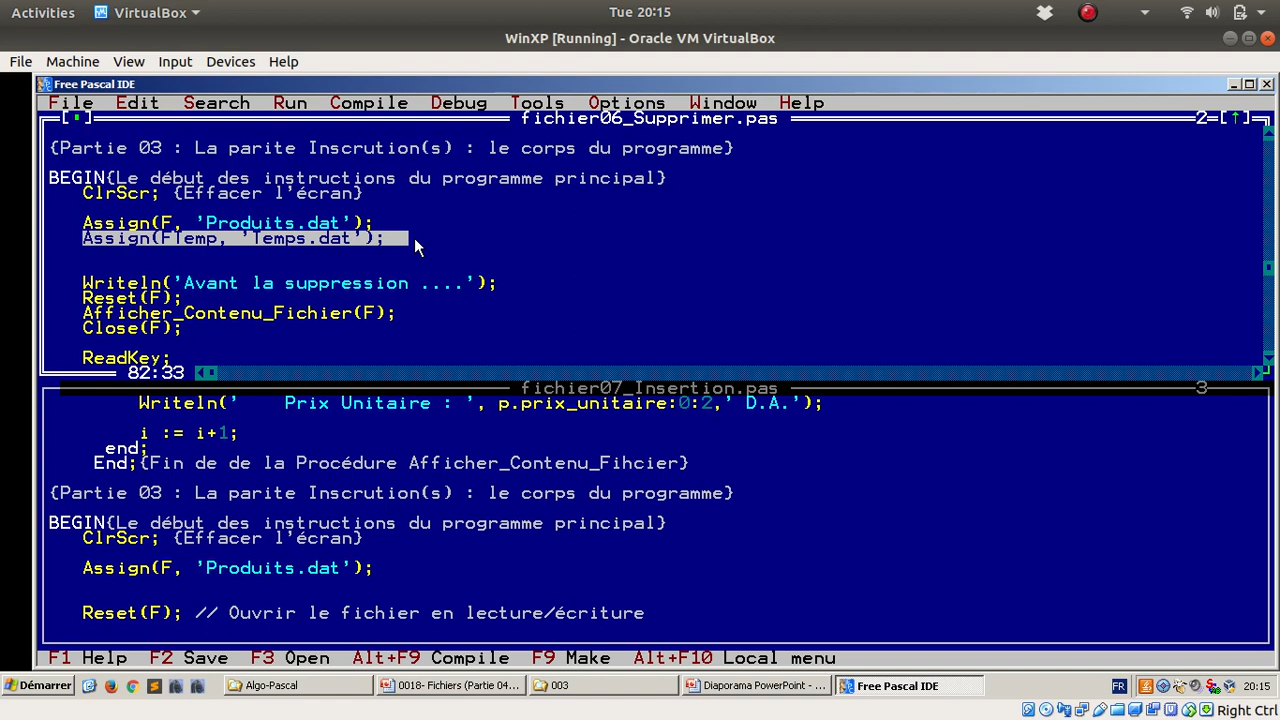 Activities VirtualBox Tue 20:15
WinXP [Running] - Oracle VM VirtualBox
File Machine View Input Devices Help
Free Pascal IDE
File Edit Search Run Compile Debug Tools Options Window Help
fichier06_Supprimer.pas 2
{Partie 03 : La parite Inscrution(s) : le corps du programme}
BEGIN{Le début des instructions du programme principal}
ClrScr; {Effacer l'écran}
Assign(F, 'Produits.dat');
Assign(FTemp, 'Temps.dat');
Writeln('Avant la suppression ....');
Reset(F);
Afficher_Contenu_Fichier(F);
Close(F);
ReadKey;
82:33
fichier07_Insertion.pas 3
Writeln('    Prix Unitaire : ', p.prix_unitaire:0:2,' D.A.');
i := i+1;
end;
End;{Fin de de la Procédure Afficher_Contenu_Fihcier}
{Partie 03 : La parite Inscrution(s) : le corps du programme}
BEGIN{Le début des instructions du programme principal}
ClrScr; {Effacer l'écran}
Assign(F, 'Produits.dat');
Reset(F); // Ouvrir le fichier en lecture/écriture
F1 Help F2 Save F3 Open Alt+F9 Compile F9 Make Alt+F10 Local menu
Démarrer Algo-Pascal 0018- Fichiers (Partie 04... 003 Diaporama PowerPoint - ... Free Pascal IDE FR 20:15
Right Ctrl